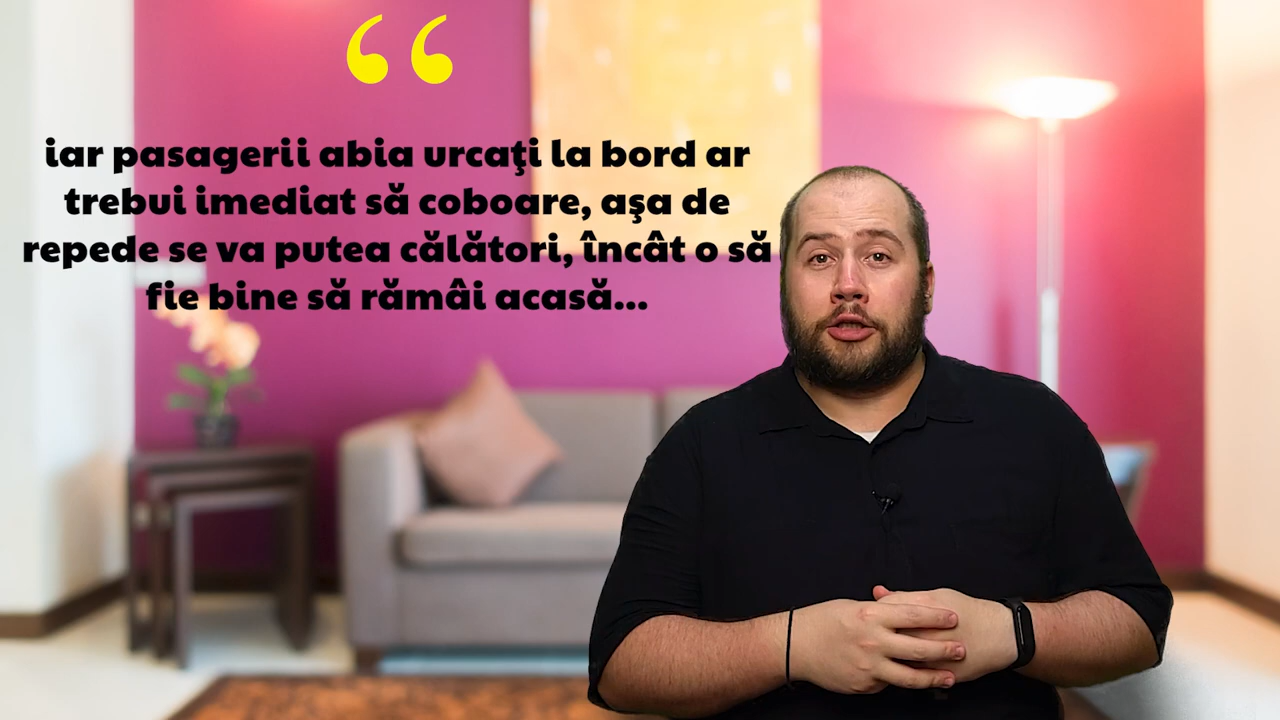 “
iar pasagerii abia urcaţi la bord ar
trebui imediat să coboare, aşa de
repede se va putea călători, încât o să
fie bine să rămâi acasă...